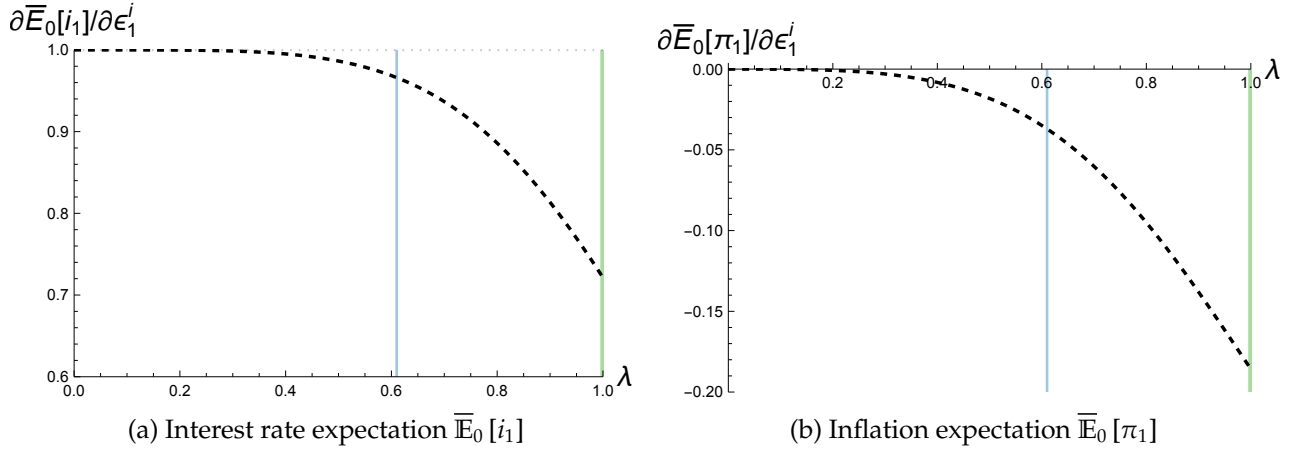 ∂E̅₀[i₁]/∂ϵ₁ⁱ
1.0
0.9
0.8
0.7
0.6
0.0 0.2 0.4 0.6 0.8 1.0 λ
(a) Interest rate expectation 𝔼̅₀ [i₁]
∂E̅₀[π₁]/∂ϵ₁ⁱ
0.00
0.2 0.4 0.6 0.8 1.0 λ
−0.05
−0.10
−0.15
−0.20
(b) Inflation expectation 𝔼̅₀ [π₁]